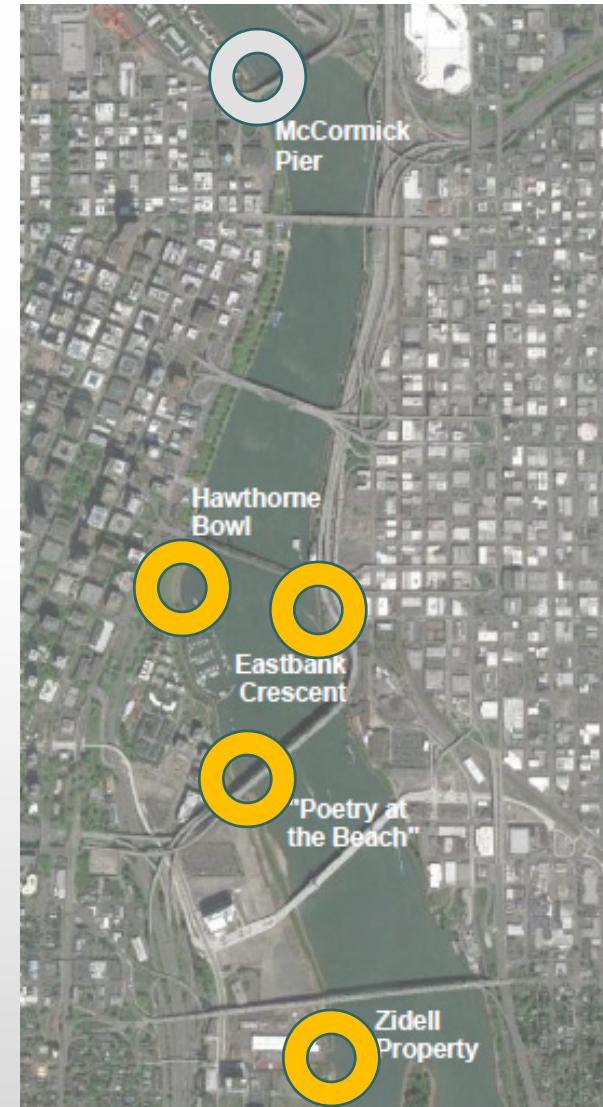 McCormick
Pier
Hawthorne
Bowl
Eastbank
Crescent
"Poetry at
the Beach"
Zidell
Property